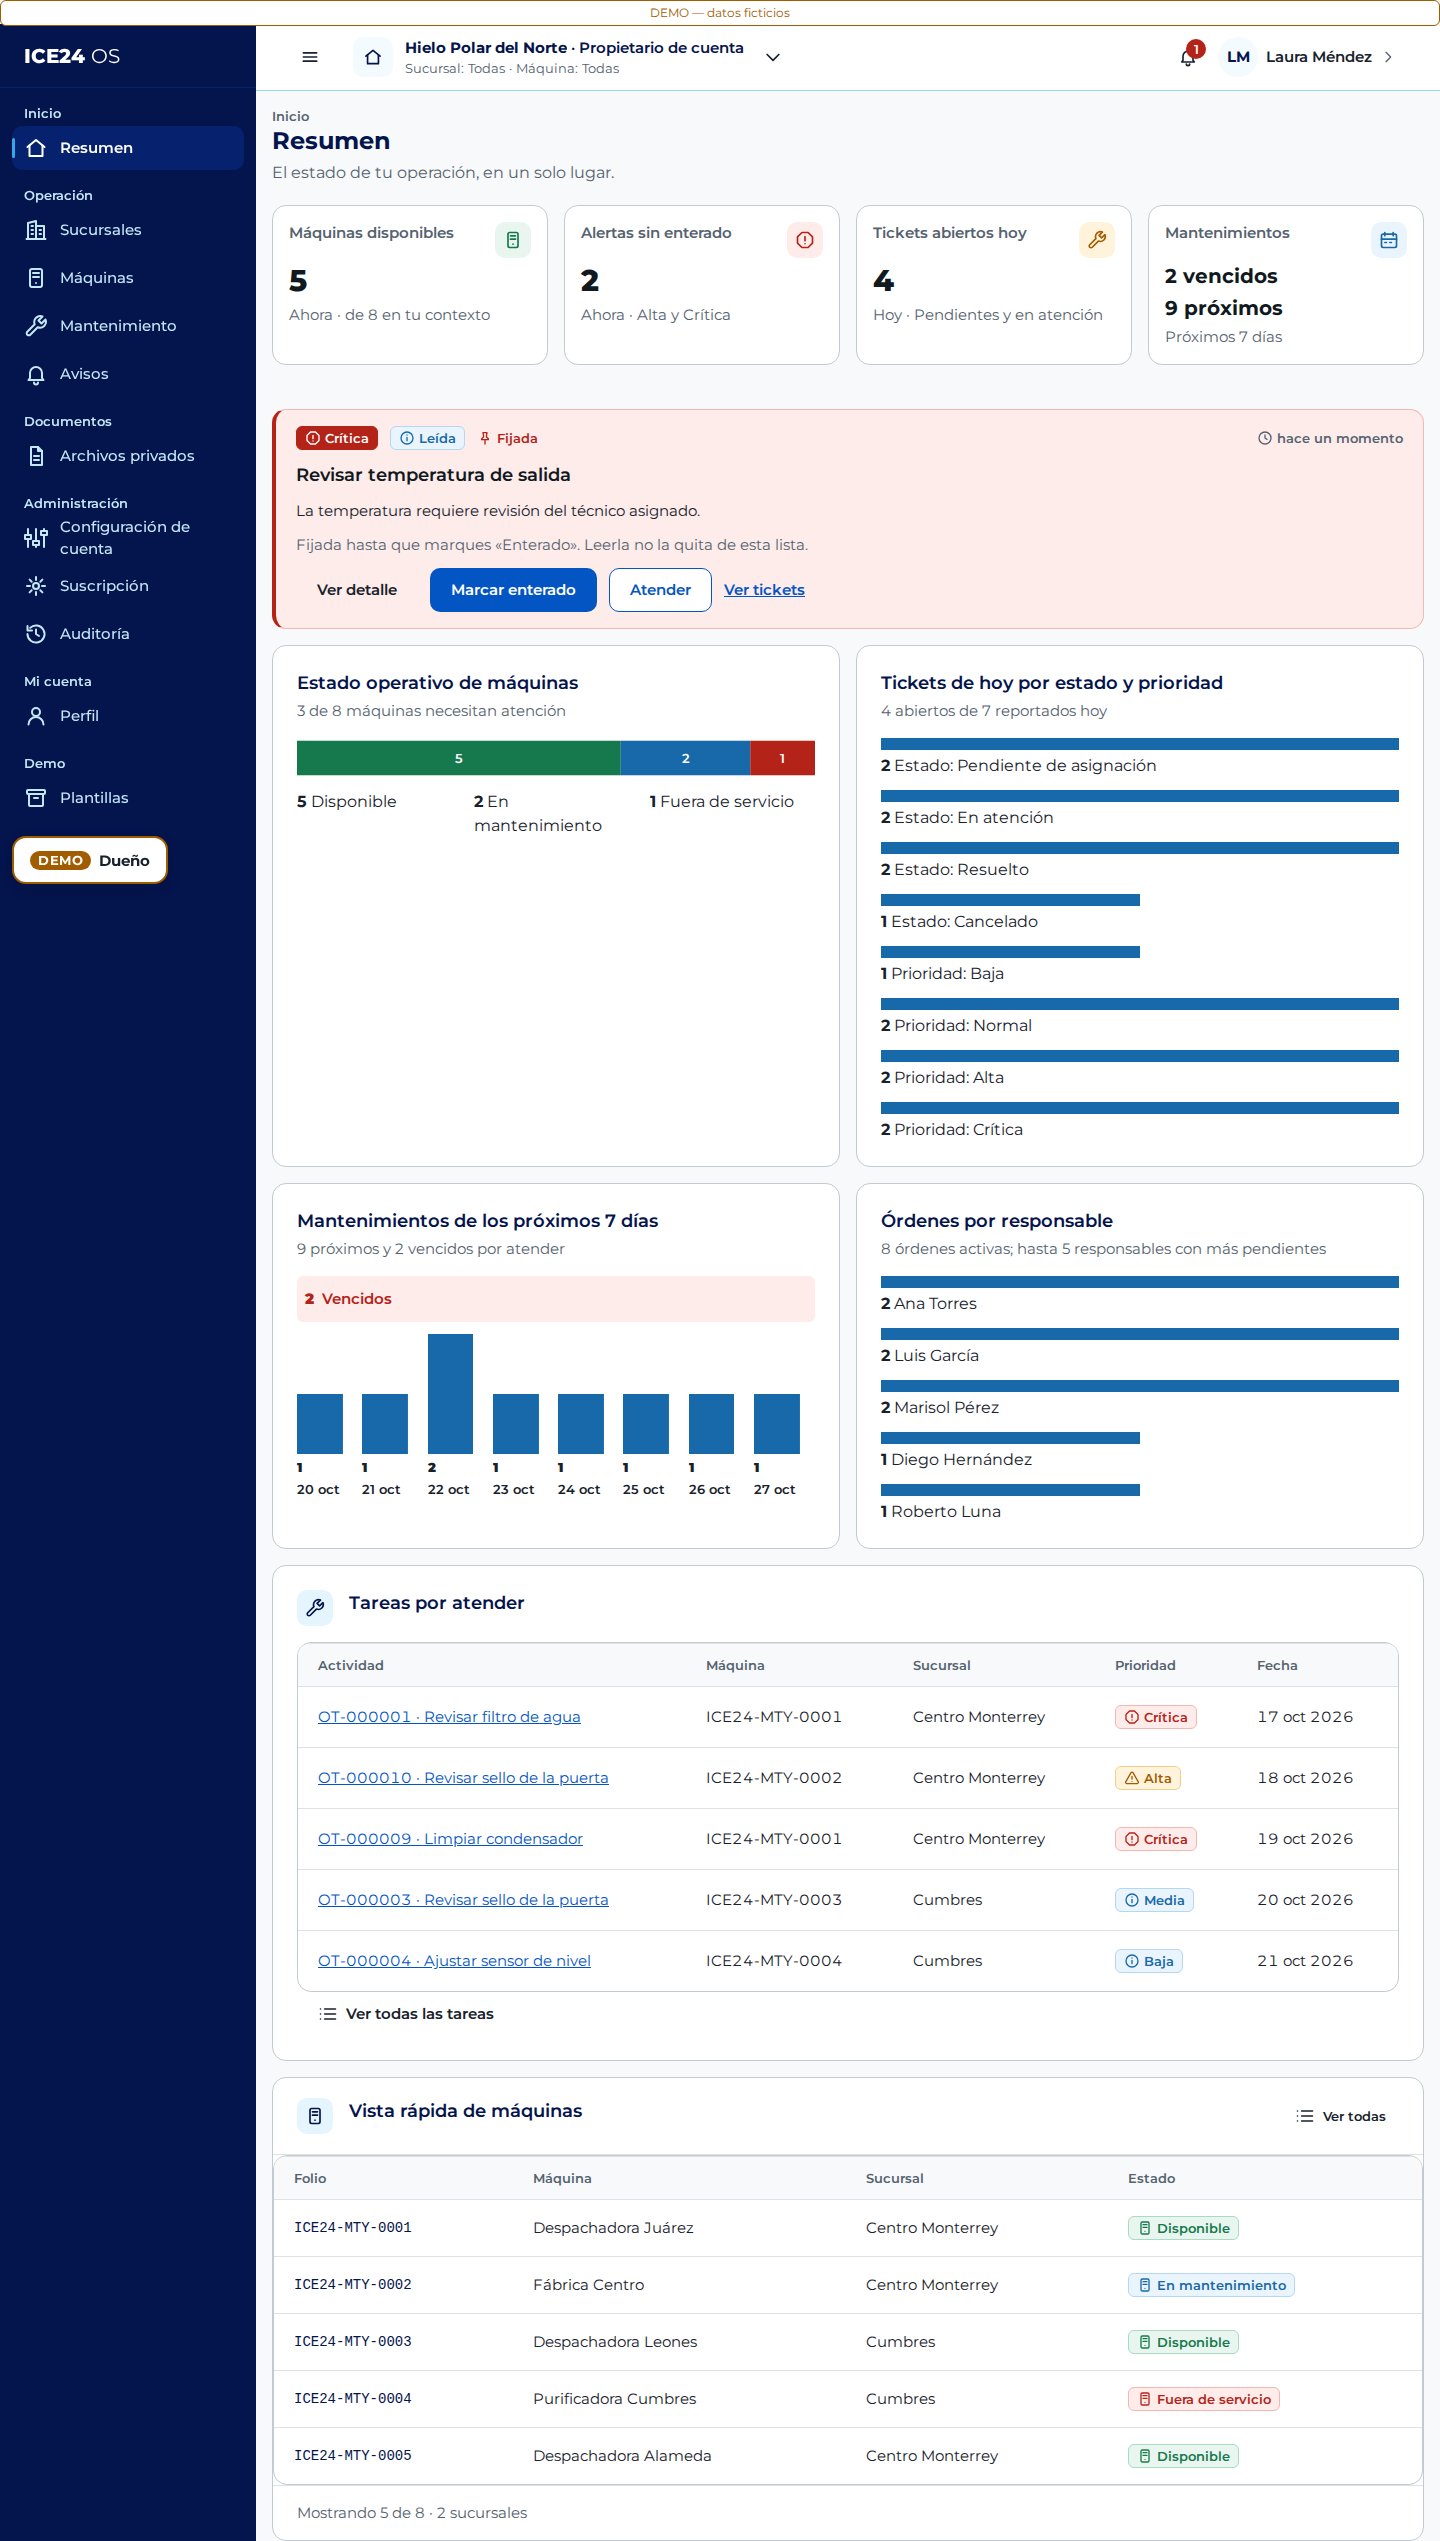 DEMO — datos ficticios
ICE24 OS
Inicio
Resumen
Operación
Sucursales
Máquinas
Mantenimiento
Avisos
Documentos
Archivos privados
Administración
Configuración de
cuenta
Suscripción
Auditoría
Mi cuenta
Perfil
Demo
Plantillas
DEMO Dueño
Hielo Polar del Norte · Propietario de cuenta
Sucursal: Todas · Máquina: Todas
1
LM Laura Méndez
Inicio
Resumen
El estado de tu operación, en un solo lugar.
Máquinas disponibles
5
Ahora · de 8 en tu contexto
Alertas sin enterado
2
Ahora · Alta y Crítica
Tickets abiertos hoy
4
Hoy · Pendientes y en atención
Mantenimientos
2 vencidos
9 próximos
Próximos 7 días
Crítica Leída Fijada hace un momento
Revisar temperatura de salida
La temperatura requiere revisión del técnico asignado.
Fijada hasta que marques «Enterado». Leerla no la quita de esta lista.
Ver detalle Marcar enterado Atender Ver tickets
Estado operativo de máquinas
3 de 8 máquinas necesitan atención
5 2 1
5 Disponible
2 En
mantenimiento
1 Fuera de servicio
Tickets de hoy por estado y prioridad
4 abiertos de 7 reportados hoy
2 Estado: Pendiente de asignación
2 Estado: En atención
2 Estado: Resuelto
1 Estado: Cancelado
1 Prioridad: Baja
2 Prioridad: Normal
2 Prioridad: Alta
2 Prioridad: Crítica
Mantenimientos de los próximos 7 días
9 próximos y 2 vencidos por atender
2 Vencidos
1 1 2 1 1 1 1 1
20 oct 21 oct 22 oct 23 oct 24 oct 25 oct 26 oct 27 oct
Órdenes por responsable
8 órdenes activas; hasta 5 responsables con más pendientes
2 Ana Torres
2 Luis García
2 Marisol Pérez
1 Diego Hernández
1 Roberto Luna
Tareas por atender
Actividad Máquina Sucursal Prioridad Fecha
OT-000001 · Revisar filtro de agua ICE24-MTY-0001 Centro Monterrey Crítica 17 oct 2026
OT-000010 · Revisar sello de la puerta ICE24-MTY-0002 Centro Monterrey Alta 18 oct 2026
OT-000009 · Limpiar condensador ICE24-MTY-0001 Centro Monterrey Crítica 19 oct 2026
OT-000003 · Revisar sello de la puerta ICE24-MTY-0003 Cumbres Media 20 oct 2026
OT-000004 · Ajustar sensor de nivel ICE24-MTY-0004 Cumbres Baja 21 oct 2026
Ver todas las tareas
Vista rápida de máquinas Ver todas
Folio Máquina Sucursal Estado
ICE24-MTY-0001 Despachadora Juárez Centro Monterrey Disponible
ICE24-MTY-0002 Fábrica Centro Centro Monterrey En mantenimiento
ICE24-MTY-0003 Despachadora Leones Cumbres Disponible
ICE24-MTY-0004 Purificadora Cumbres Cumbres Fuera de servicio
ICE24-MTY-0005 Despachadora Alameda Centro Monterrey Disponible
Mostrando 5 de 8 · 2 sucursales